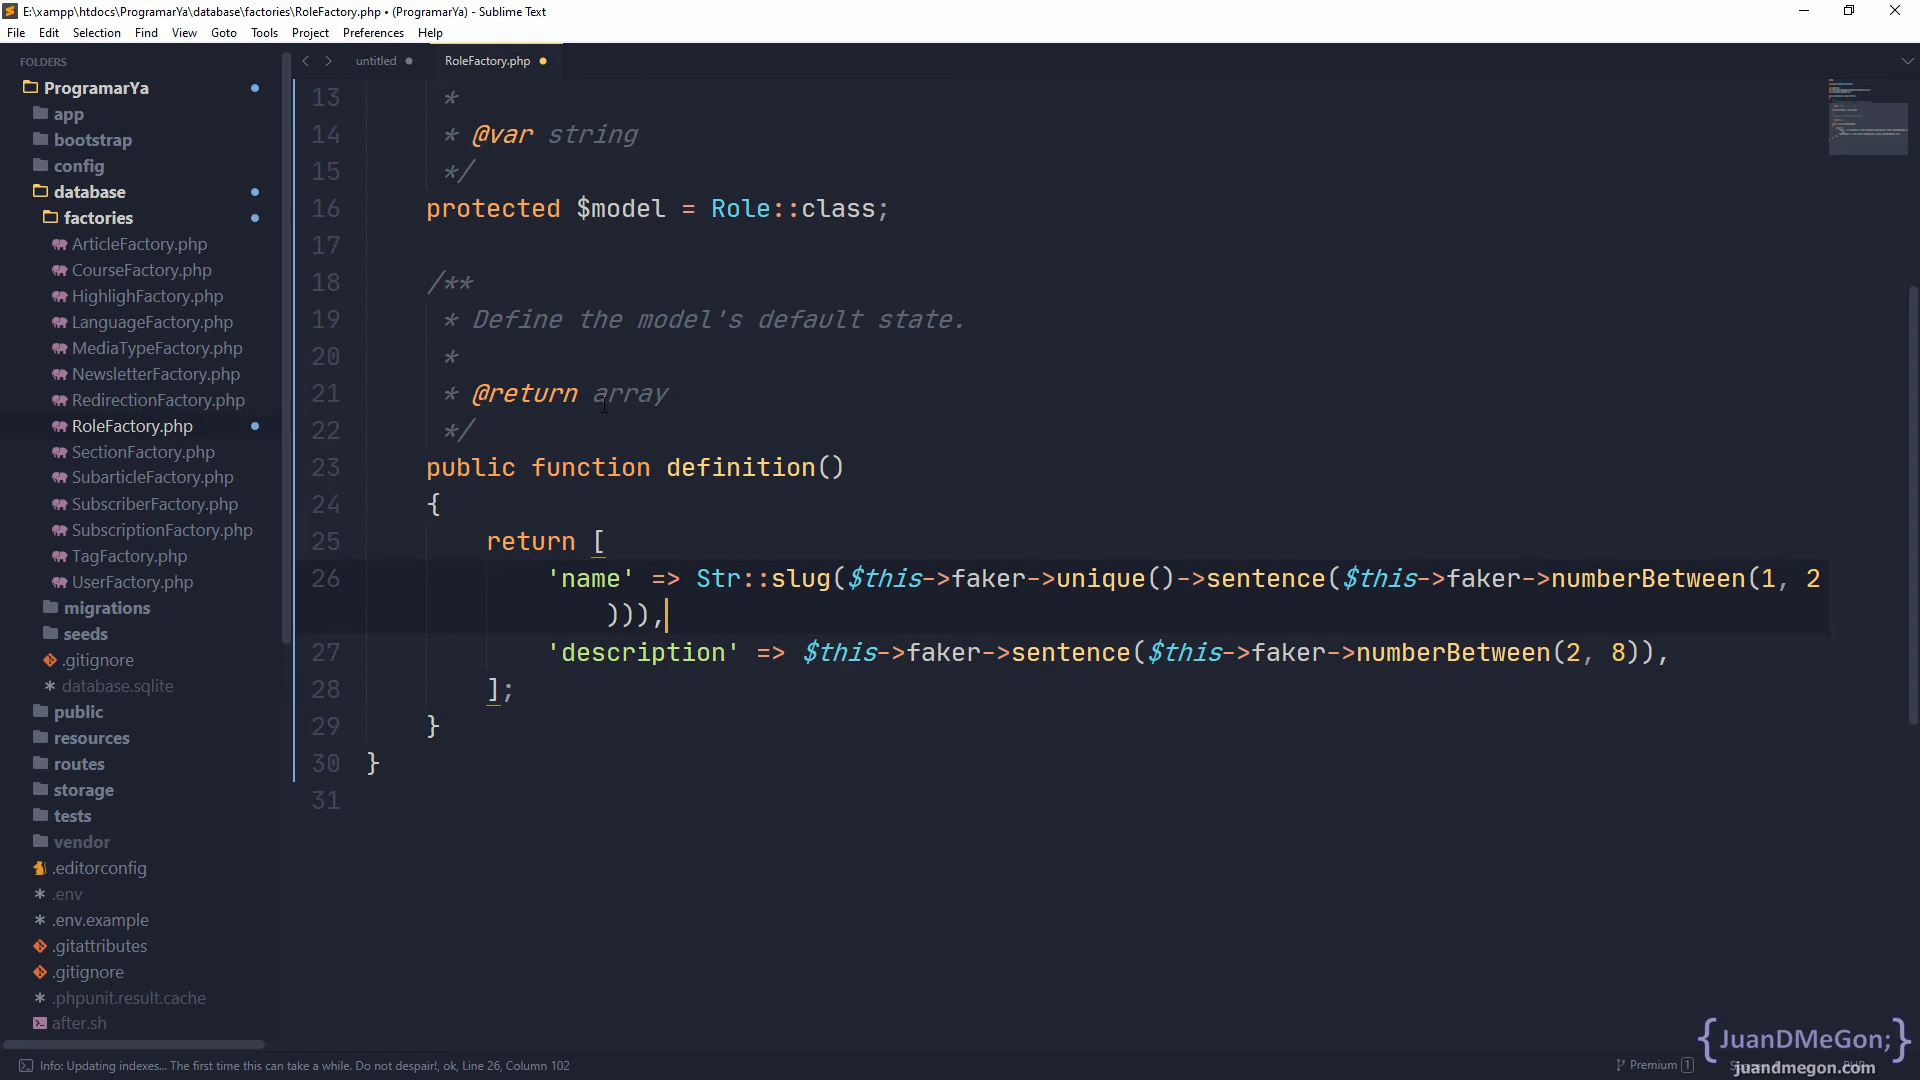 E:\xampp\htdocs\ProgramarYa\database\factories\RoleFactory.php • (ProgramarYa) - Sublime Text
File Edit Selection Find View Goto Tools Project Preferences Help
FOLDERS
ProgramarYa
app
bootstrap
config
database
factories
ArticleFactory.php
CourseFactory.php
HighlighFactory.php
LanguageFactory.php
MediaTypeFactory.php
NewsletterFactory.php
RedirectionFactory.php
RoleFactory.php
SectionFactory.php
SubarticleFactory.php
SubscriberFactory.php
SubscriptionFactory.php
TagFactory.php
UserFactory.php
migrations
seeds
.gitignore
database.sqlite
public
resources
routes
storage
tests
vendor
.editorconfig
.env
.env.example
.gitattributes
.gitignore
.phpunit.result.cache
after.sh
untitled
RoleFactory.php
13 *
14 * @var string
15 */
16 protected $model = Role::class;
17
18 /**
19 * Define the model's default state.
20 *
21 * @return array
22 */
23 public function definition()
24 {
25 return [
26 'name' => Str::slug($this->faker->unique()->sentence($this->faker->numberBetween(1, 2
))),
27 'description' => $this->faker->sentence($this->faker->numberBetween(2, 8)),
28 ];
29 }
30 }
31
Info: Updating indexes... The first time this can take a while. Do not despair!, ok, Line 26, Column 102
Premium 1
{JuanDMeGon;}
juandmegon.com